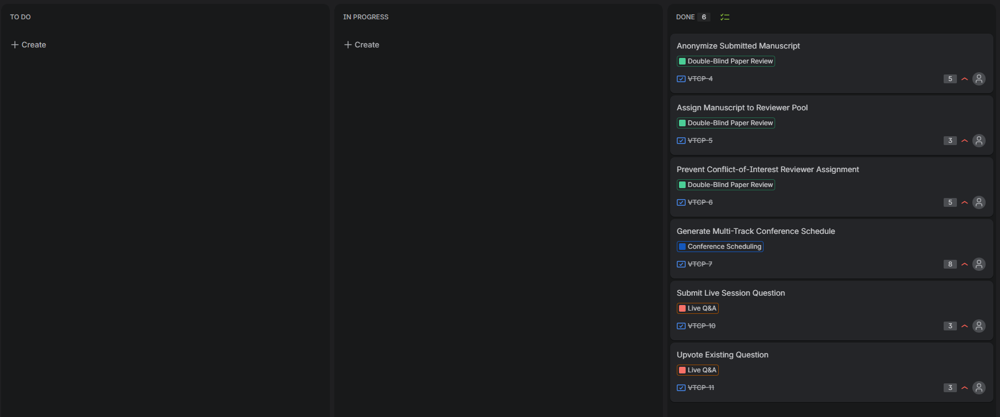 TO DO
+ Create
IN PROGRESS
+ Create
DONE 6
Anonymize Submitted Manuscript
Double-Blind Paper Review
VTCP-4 5
Assign Manuscript to Reviewer Pool
Double-Blind Paper Review
VTCP-5 3
Prevent Conflict-of-Interest Reviewer Assignment
Double-Blind Paper Review
VTCP-6 5
Generate Multi-Track Conference Schedule
Conference Scheduling
VTCP-7 8
Submit Live Session Question
Live Q&A
VTCP-10 3
Upvote Existing Question
Live Q&A
VTCP-11 3